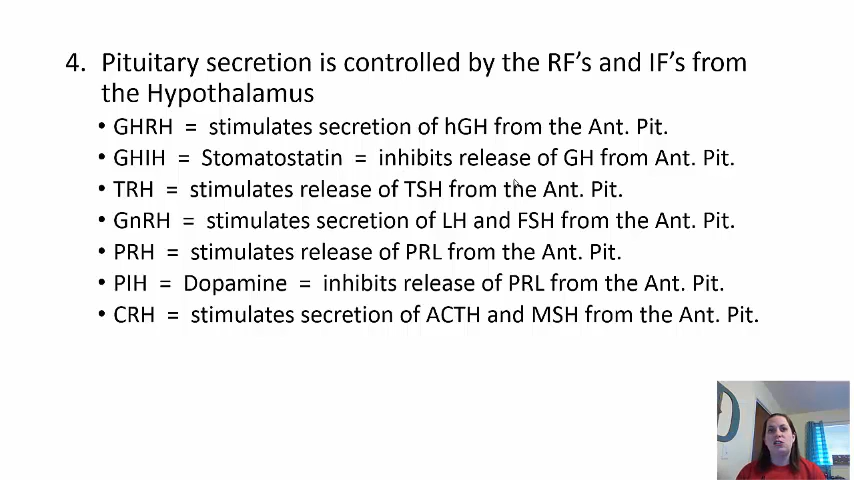 4. Pituitary secretion is controlled by the RF's and IF's from
the Hypothalamus
• GHRH = stimulates secretion of hGH from the Ant. Pit.
• GHIH = Stomatostatin = inhibits release of GH from Ant. Pit.
• TRH = stimulates release of TSH from the Ant. Pit.
• GnRH = stimulates secretion of LH and FSH from the Ant. Pit.
• PRH = stimulates release of PRL from the Ant. Pit.
• PIH = Dopamine = inhibits release of PRL from the Ant. Pit.
• CRH = stimulates secretion of ACTH and MSH from the Ant. Pit.
D